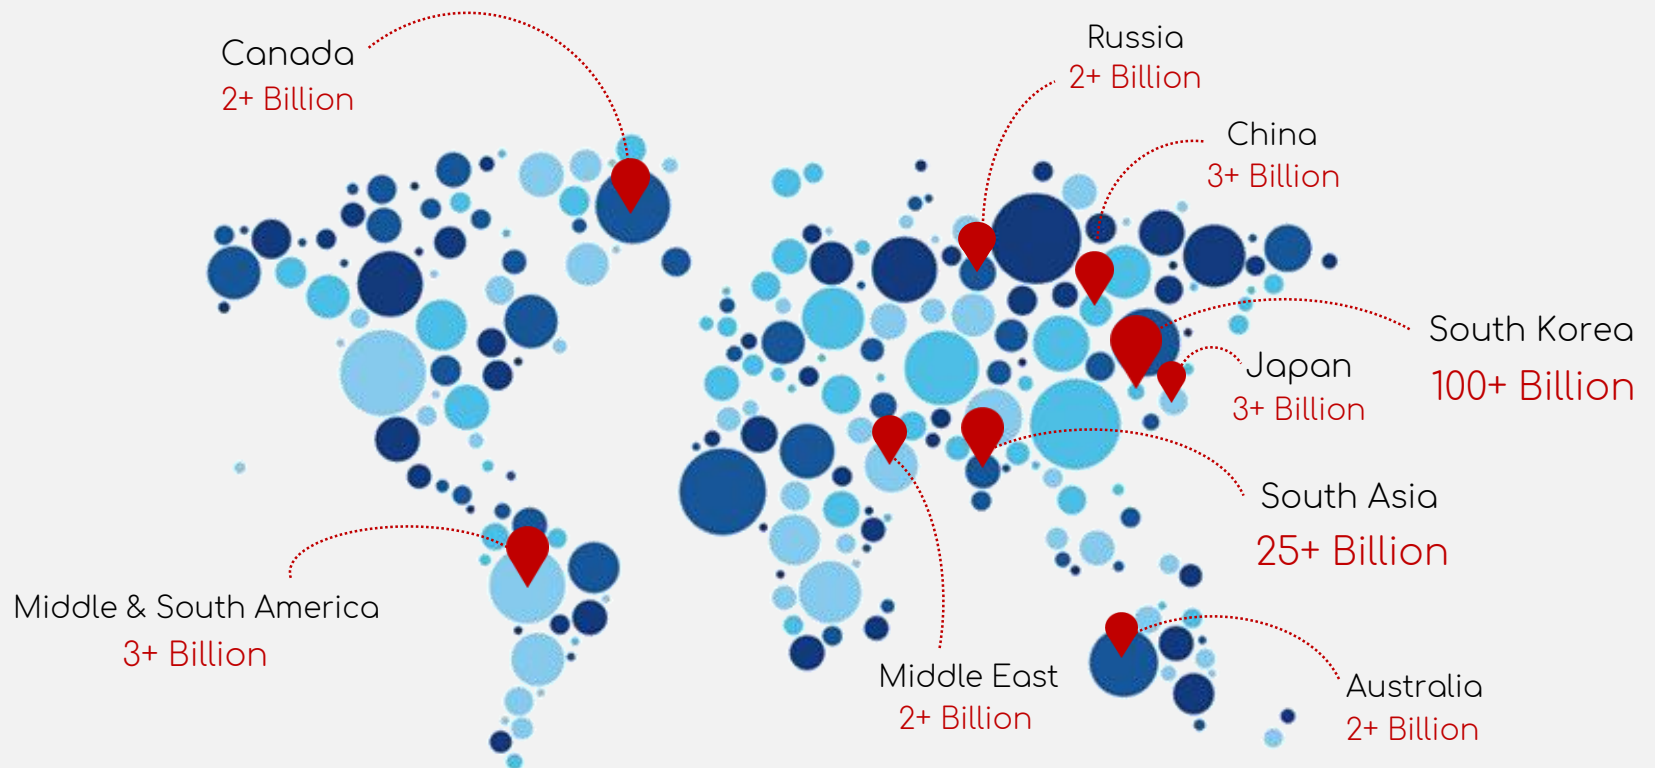 Canada
2+ Billion
Russia
2+ Billion
China
3+ Billion
South Korea
100+ Billion
Japan
3+ Billion
South Asia
25+ Billion
Middle & South America
3+ Billion
Middle East
2+ Billion
Australia
2+ Billion